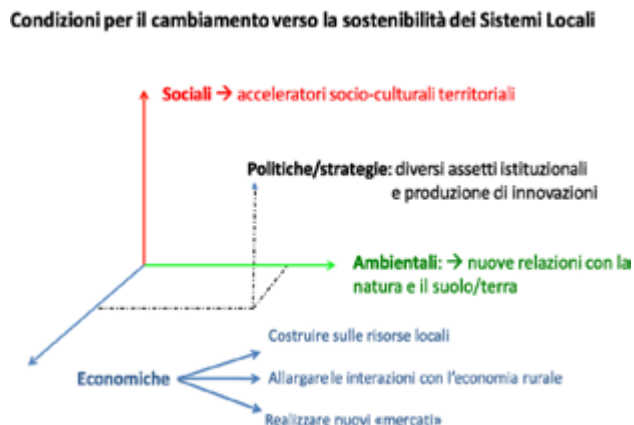 Condizioni per il cambiamento verso la sostenibilità dei Sistemi Locali
Sociali → acceleratori socio-culturali territoriali
Politiche/strategie: diversi assetti istituzionali
e produzione di innovazioni
Ambientali: → nuove relazioni con la
natura e il suolo/terra
Costruire sulle risorse locali
Economiche
Allargare le interazioni con l'economia rurale
Realizzare nuovi «mercati»